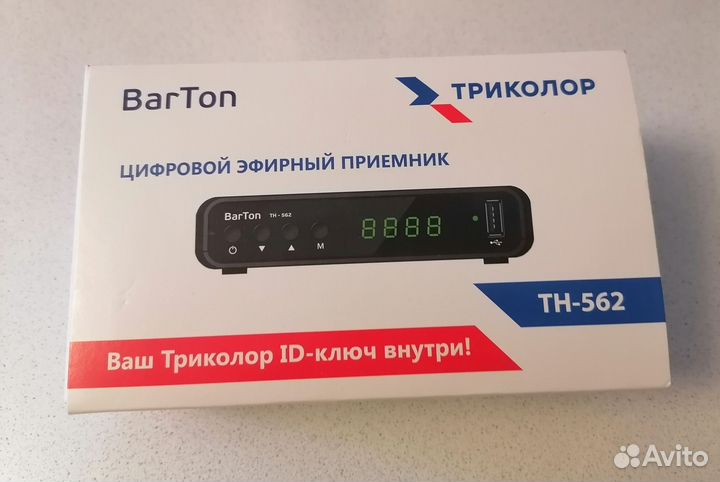 BarTon
ТРИКОЛОР
ЦИФРОВОЙ ЭФИРНЫЙ ПРИЕМНИК
BarTon TH - 562
8888
M
TH-562
Ваш Триколор ID-ключ внутри!
Avito